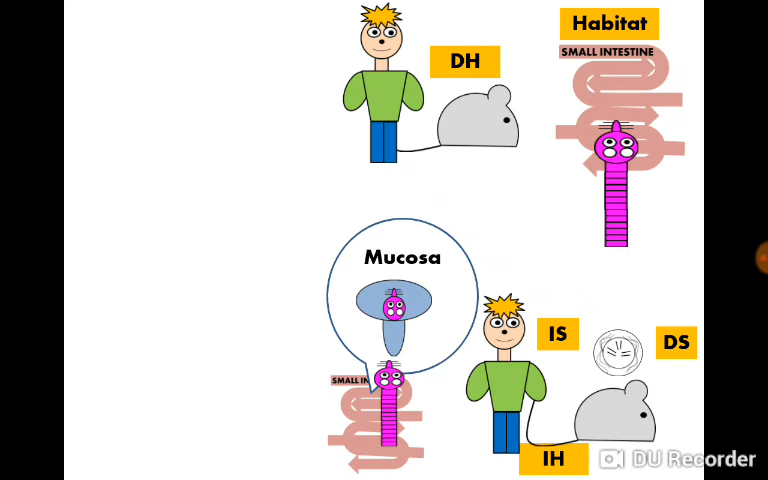 Habitat
DH
SMALL INTESTINE
Mucosa
IS
DS
SMALL IN
IH
DU Recorder